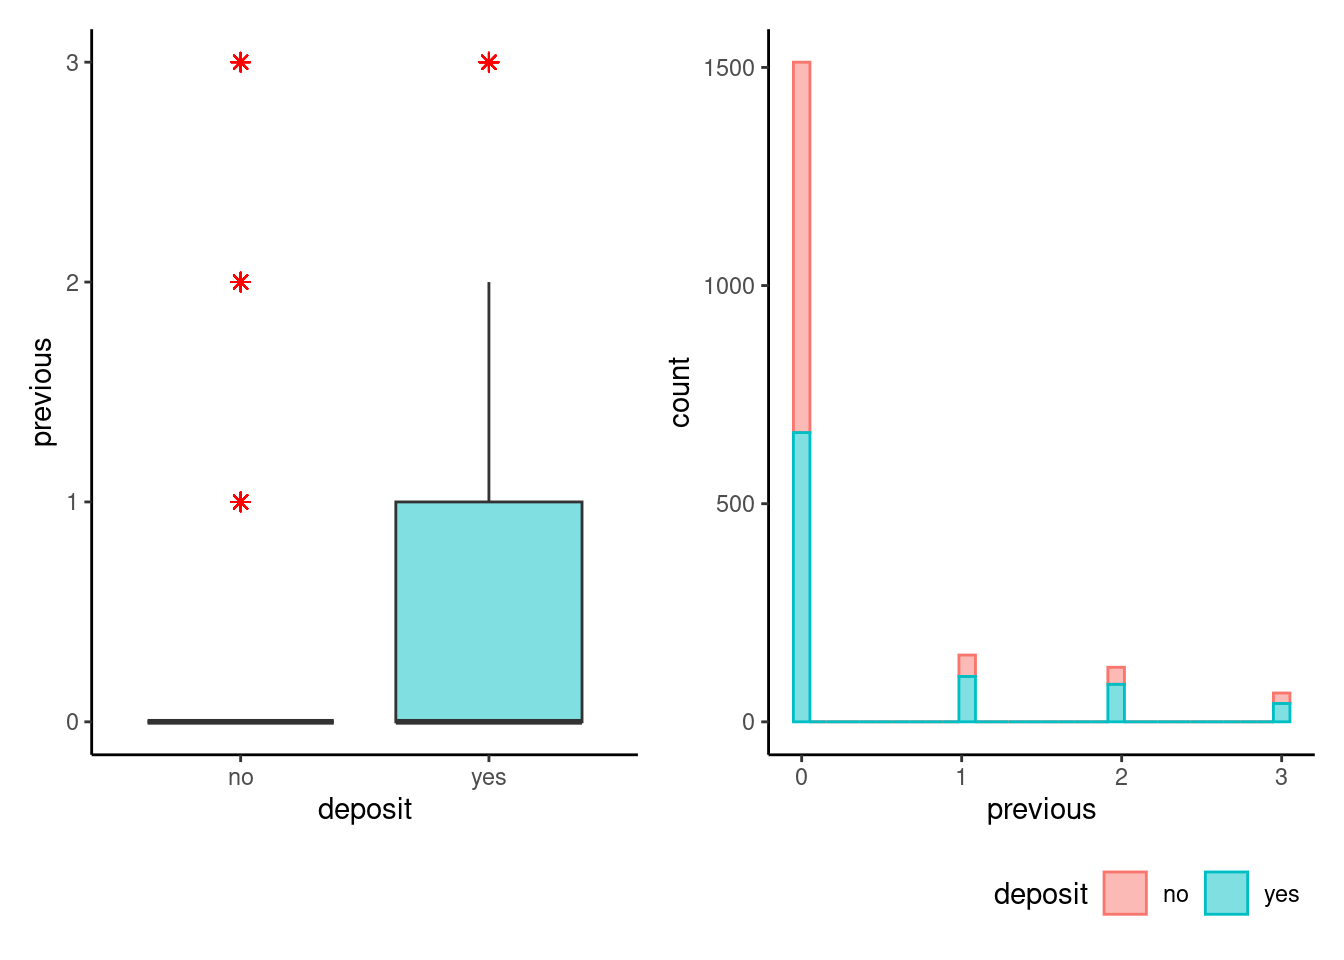 3
2
1
0
previous
no
yes
deposit
1500
1000
500
0
count
0
1
2
3
previous
deposit
no
yes